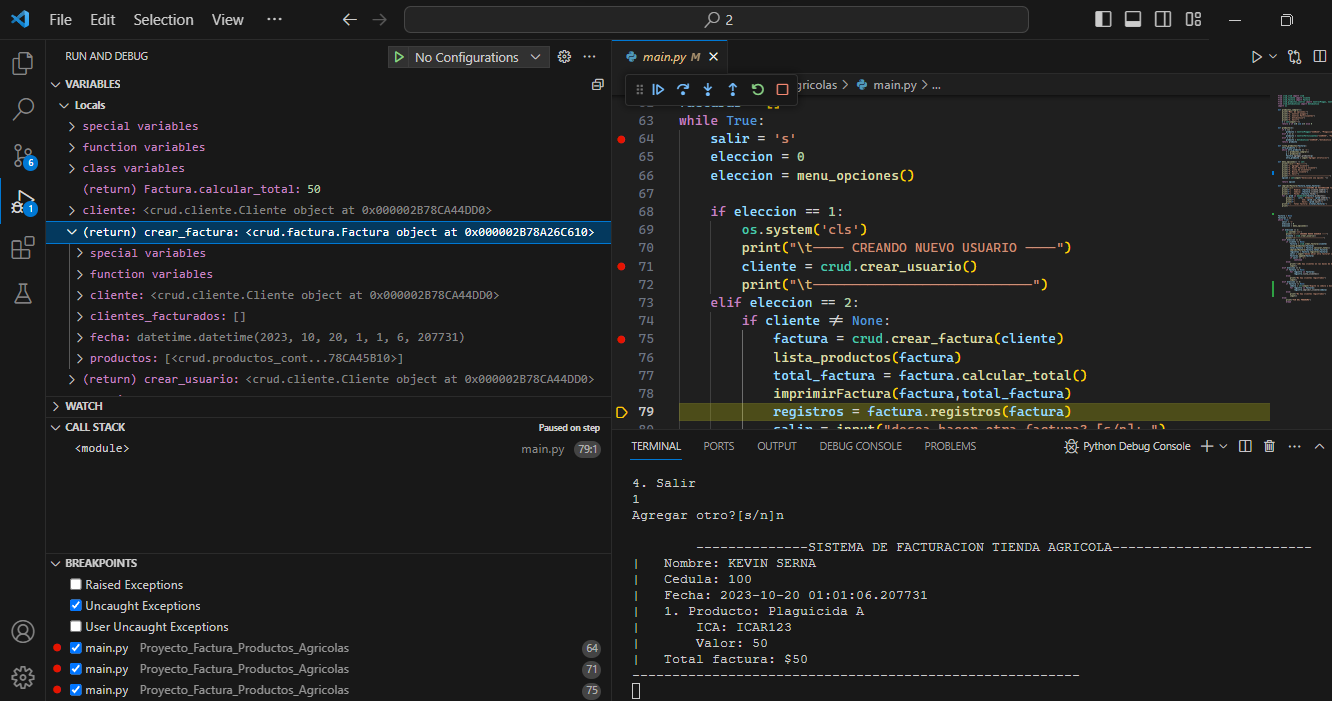 File Edit Selection View ···
2
RUN AND DEBUG
No Configurations
VARIABLES
Locals
special variables
function variables
class variables
(return) Factura.calcular_total: 50
cliente: <crud.cliente.Cliente object at 0x000002B78CA44DD0>
(return) crear_factura: <crud.factura.Factura object at 0x000002B78A26C610>
special variables
function variables
cliente: <crud.cliente.Cliente object at 0x000002B78CA44DD0>
clientes_facturados: []
fecha: datetime.datetime(2023, 10, 20, 1, 1, 6, 207731)
productos: [<crud.productos_cont...78CA45B10>]
(return) crear_usuario: <crud.cliente.Cliente object at 0x000002B78CA44DD0>
WATCH
CALL STACK
Paused on step
<module>
main.py 79:1
BREAKPOINTS
Raised Exceptions
Uncaught Exceptions
User Uncaught Exceptions
main.py Proyecto_Factura_Productos_Agricolas 64
main.py Proyecto_Factura_Productos_Agricolas 71
main.py Proyecto_Factura_Productos_Agricolas 75
6
1
main.py M
gricolas > main.py > ...
63 while True:
64 salir = 's'
65 eleccion = 0
66 eleccion = menu_opciones()
67
68 if eleccion == 1:
69 os.system('cls')
70 print("\t──── CREANDO NUEVO USUARIO ────")
71 cliente = crud.crear_usuario()
72 print("\t────────────────────────────")
73 elif eleccion == 2:
74 if cliente ≠ None:
75 factura = crud.crear_factura(cliente)
76 lista_productos(factura)
77 total_factura = factura.calcular_total()
78 imprimirFactura(factura,total_factura)
79 registros = factura.registros(factura)
80 salir = input("desea hacer otra factura? [s/n]: ")
TERMINAL PORTS OUTPUT DEBUG CONSOLE PROBLEMS
Python Debug Console
4. Salir
1
Agregar otro?[s/n]n
--------------SISTEMA DE FACTURACION TIENDA AGRICOLA-------------------------
| Nombre: KEVIN SERNA
| Cedula: 100
| Fecha: 2023-10-20 01:01:06.207731
| 1. Producto: Plaguicida A
| ICA: ICAR123
| Valor: 50
| Total factura: $50
--------------------------------------------------------